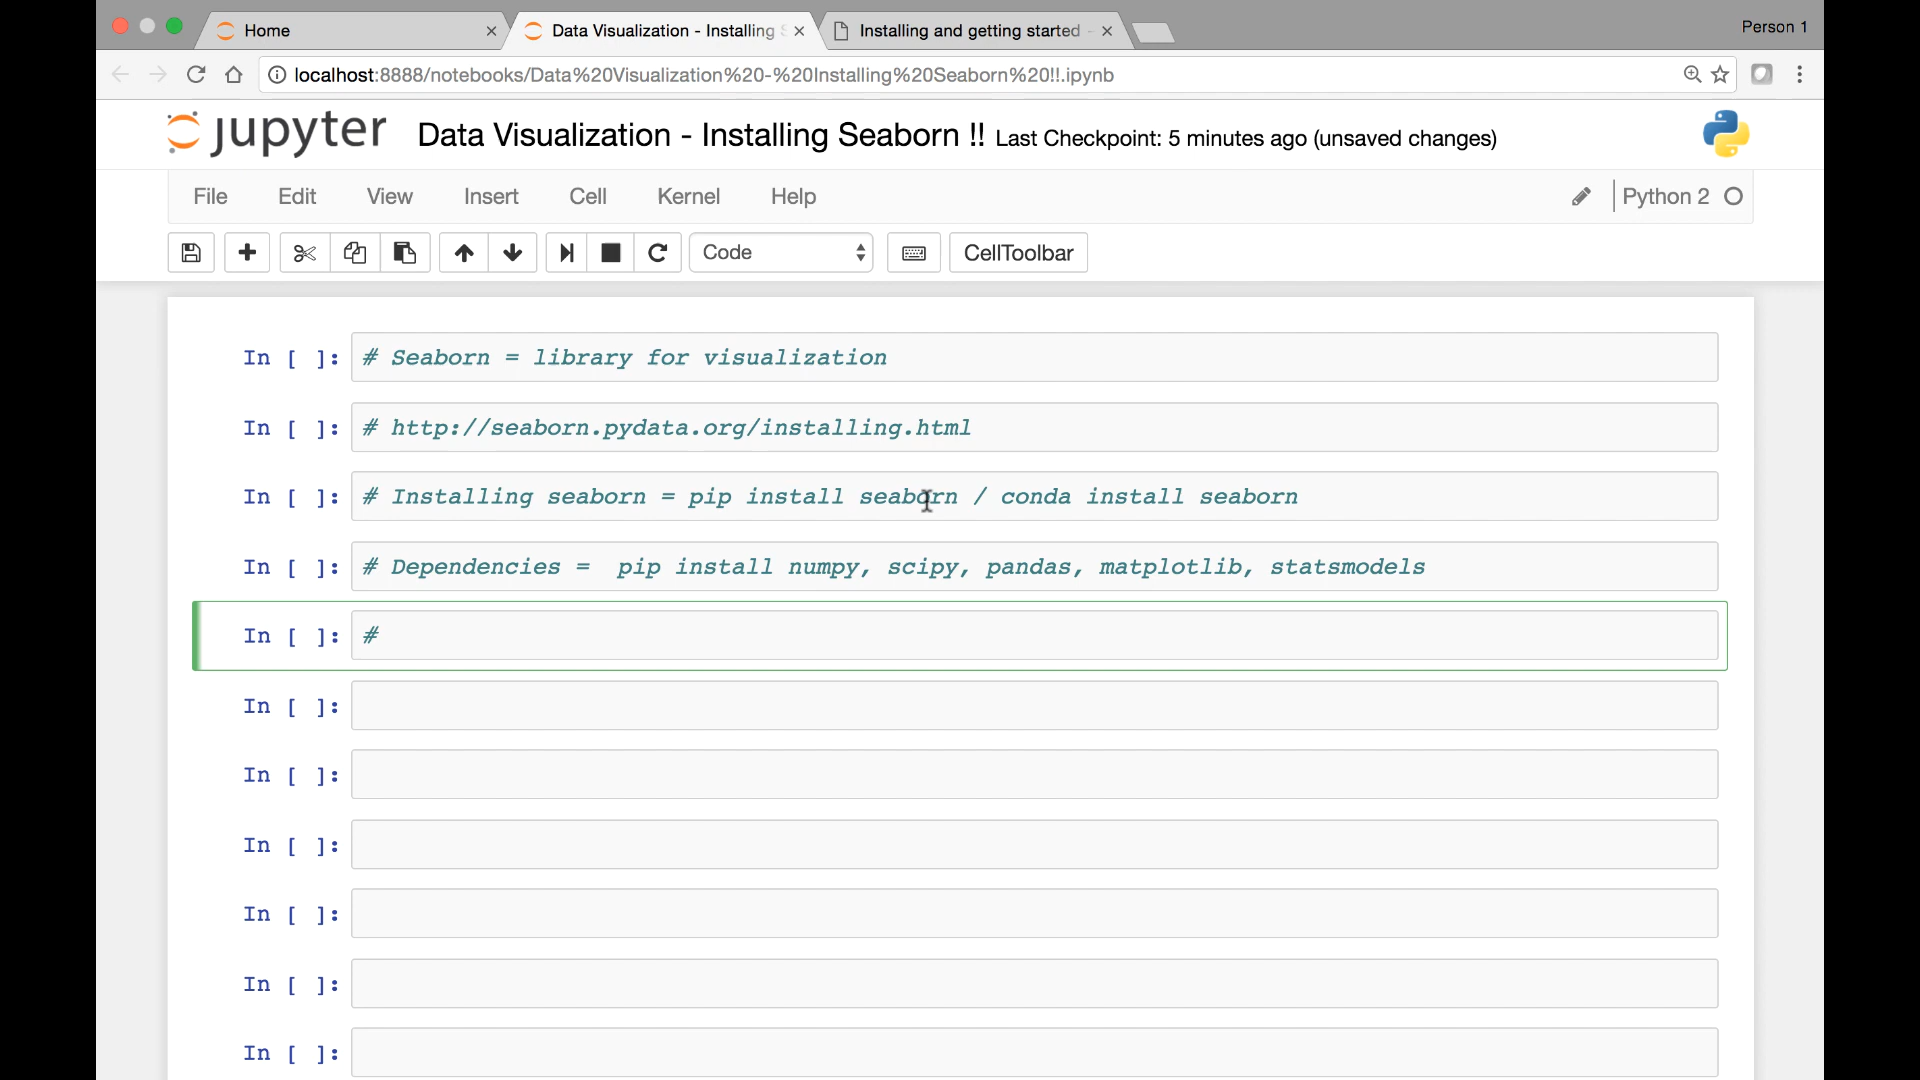 Home
Data Visualization - Installing S
Installing and getting started -
Person 1
localhost:8888/notebooks/Data%20Visualization%20-%20Installing%20Seaborn%20!!.ipynb
jupyter Data Visualization - Installing Seaborn !! Last Checkpoint: 5 minutes ago (unsaved changes)
File Edit View Insert Cell Kernel Help Python 2
Code CellToolbar
In [ ]: # Seaborn = library for visualization
In [ ]: # http://seaborn.pydata.org/installing.html
In [ ]: # Installing seaborn = pip install seaborn / conda install seaborn
In [ ]: # Dependencies = pip install numpy, scipy, pandas, matplotlib, statsmodels
In [ ]: #
In [ ]:
In [ ]:
In [ ]:
In [ ]:
In [ ]:
In [ ]: